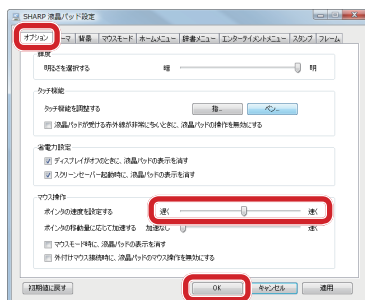 SHARP 液晶パッド設定
オプション テーマ 背景 マウスモード ホームメニュー 辞書メニュー エンターテイメントメニュー スタンプ フレーム
輝度
明るさを選択する 暗 明
タッチ機能
タッチ機能を調整する 指... ペン...
液晶パッドが受ける赤外線が非常に強いときに、液晶パッドの操作を無効にする
省電力設定
ディスプレイがオフのときに、液晶パッドの表示を消す
スクリーンセーバー起動時に、液晶パッドの表示を消す
マウス操作
ポインタの速度を設定する 遅く 速く
ポインタの移動量に応じて加速する 加速なし 速く
マウスモード時に、液晶パッドの表示を消す
外付けマウス接続時に、液晶パッドのマウス操作を無効にする
初期値に戻す OK キャンセル 適用